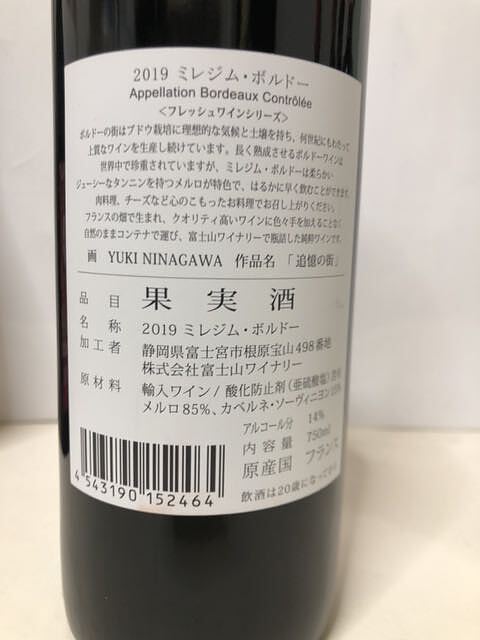 2019 ミレジム・ボルドー
Appellation Bordeaux Contrôlée
<フレッシュワインシリーズ>
ボルドーの街はブドウ栽培に理想的な気候と土壌を持ち、何世紀にもわたって
上質なワインを生産し続けています。長く熟成させるボルドーワインは
世界中で珍重されていますが、ミレジム・ボルドーは柔らかい
ジューシーなタンニンを持つメルロが特色で、はるかに早く飲むことができます。
肉料理、チーズなど心のこもったお料理でお召し上がりください。
フランスの畑で生まれ、クオリティ高いワインに色々手を加えることなく
自然のままコンテナで運び、富士山ワイナリーで瓶詰した純粋ワインです。
画 YUKI NINAGAWA 作品名 「追憶の街」
品目 果実酒
名称 2019 ミレジム・ボルドー
加工者 静岡県富士宮市根原宝山498番地
株式会社富士山ワイナリー
原材料 輸入ワイン/酸化防止剤(亜硫酸塩)
メルロ85%、カベルネ・ソーヴィニヨン15%
アルコール分 14%
内容量 750ml
原産国 フランス
飲酒は20歳になって
4 543190 152464